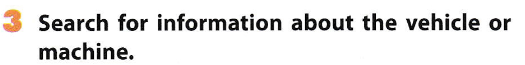 3 Search for information about the vehicle or
machine.